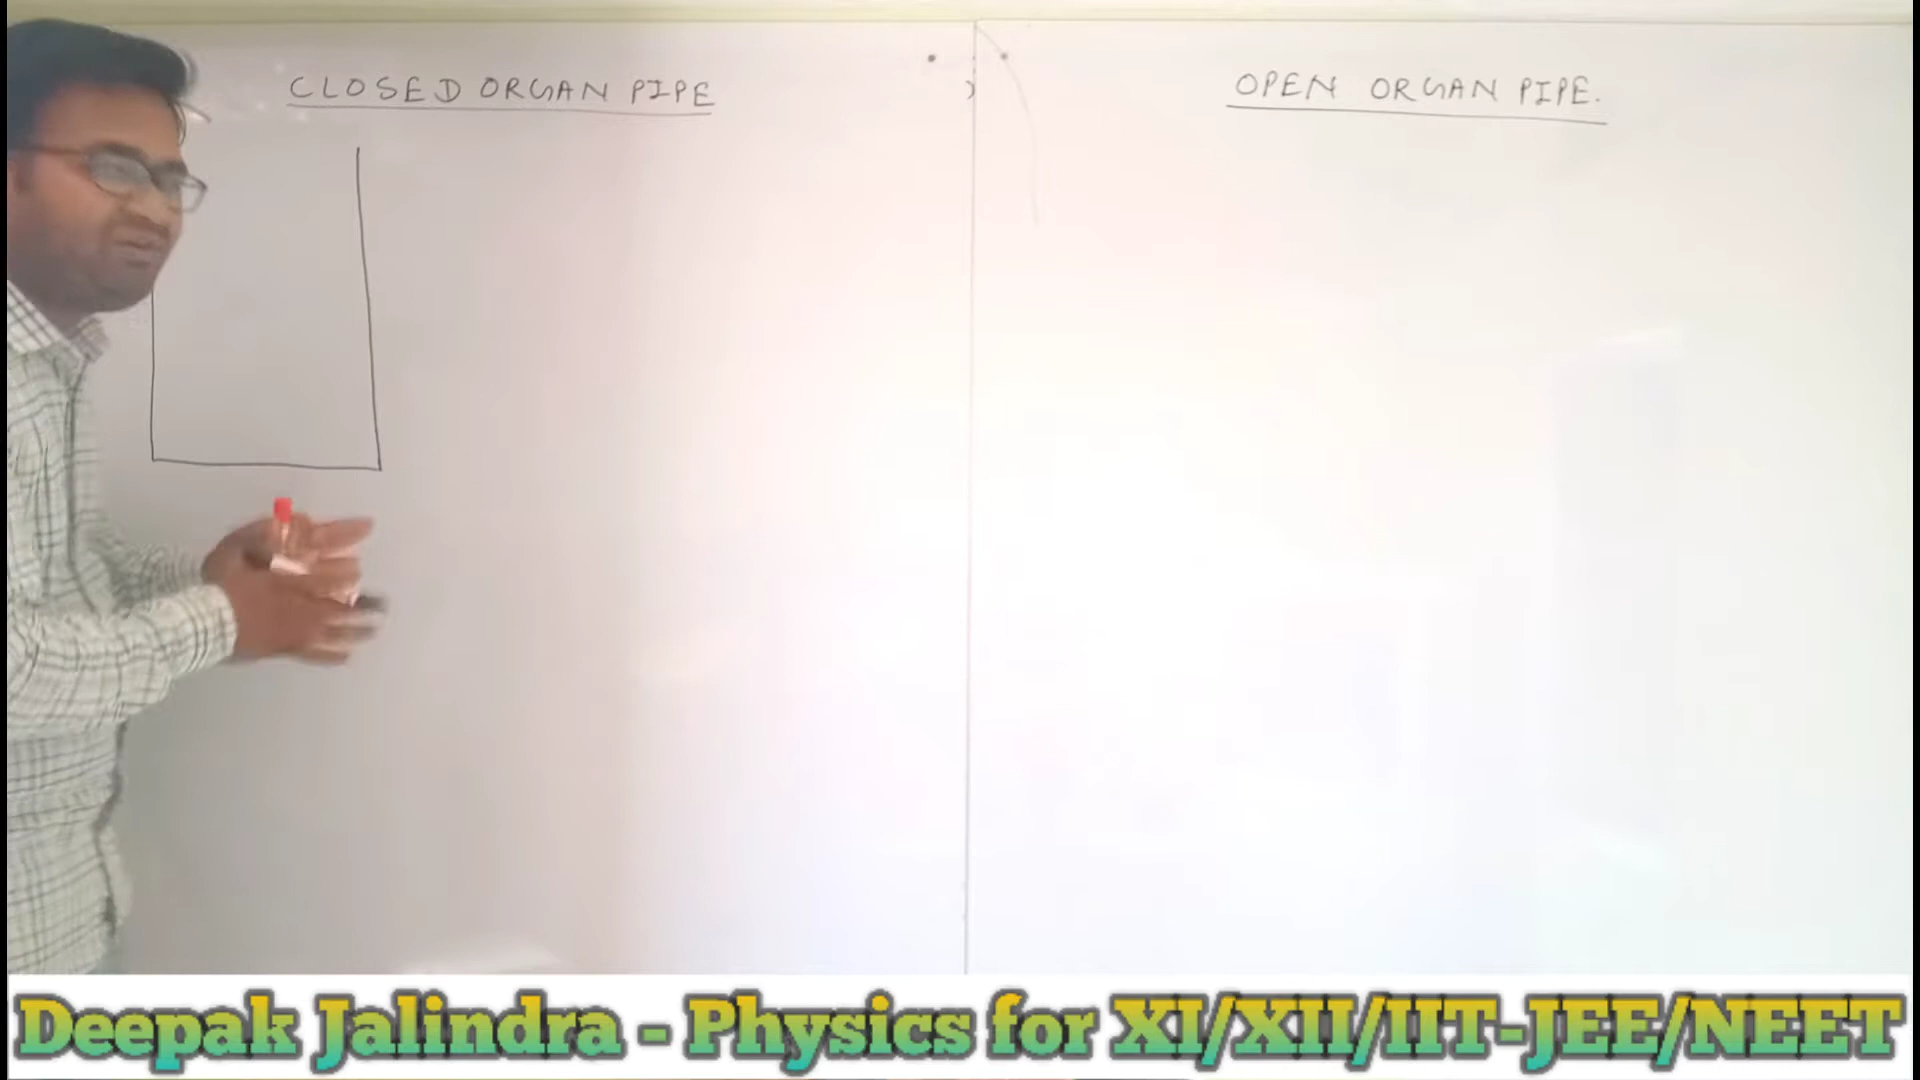 CLOSED ORGAN PIPE
OPEN ORGAN PIPE.
Deepak Jalindra - Physics for XI/XII/IIT-JEE/NEET